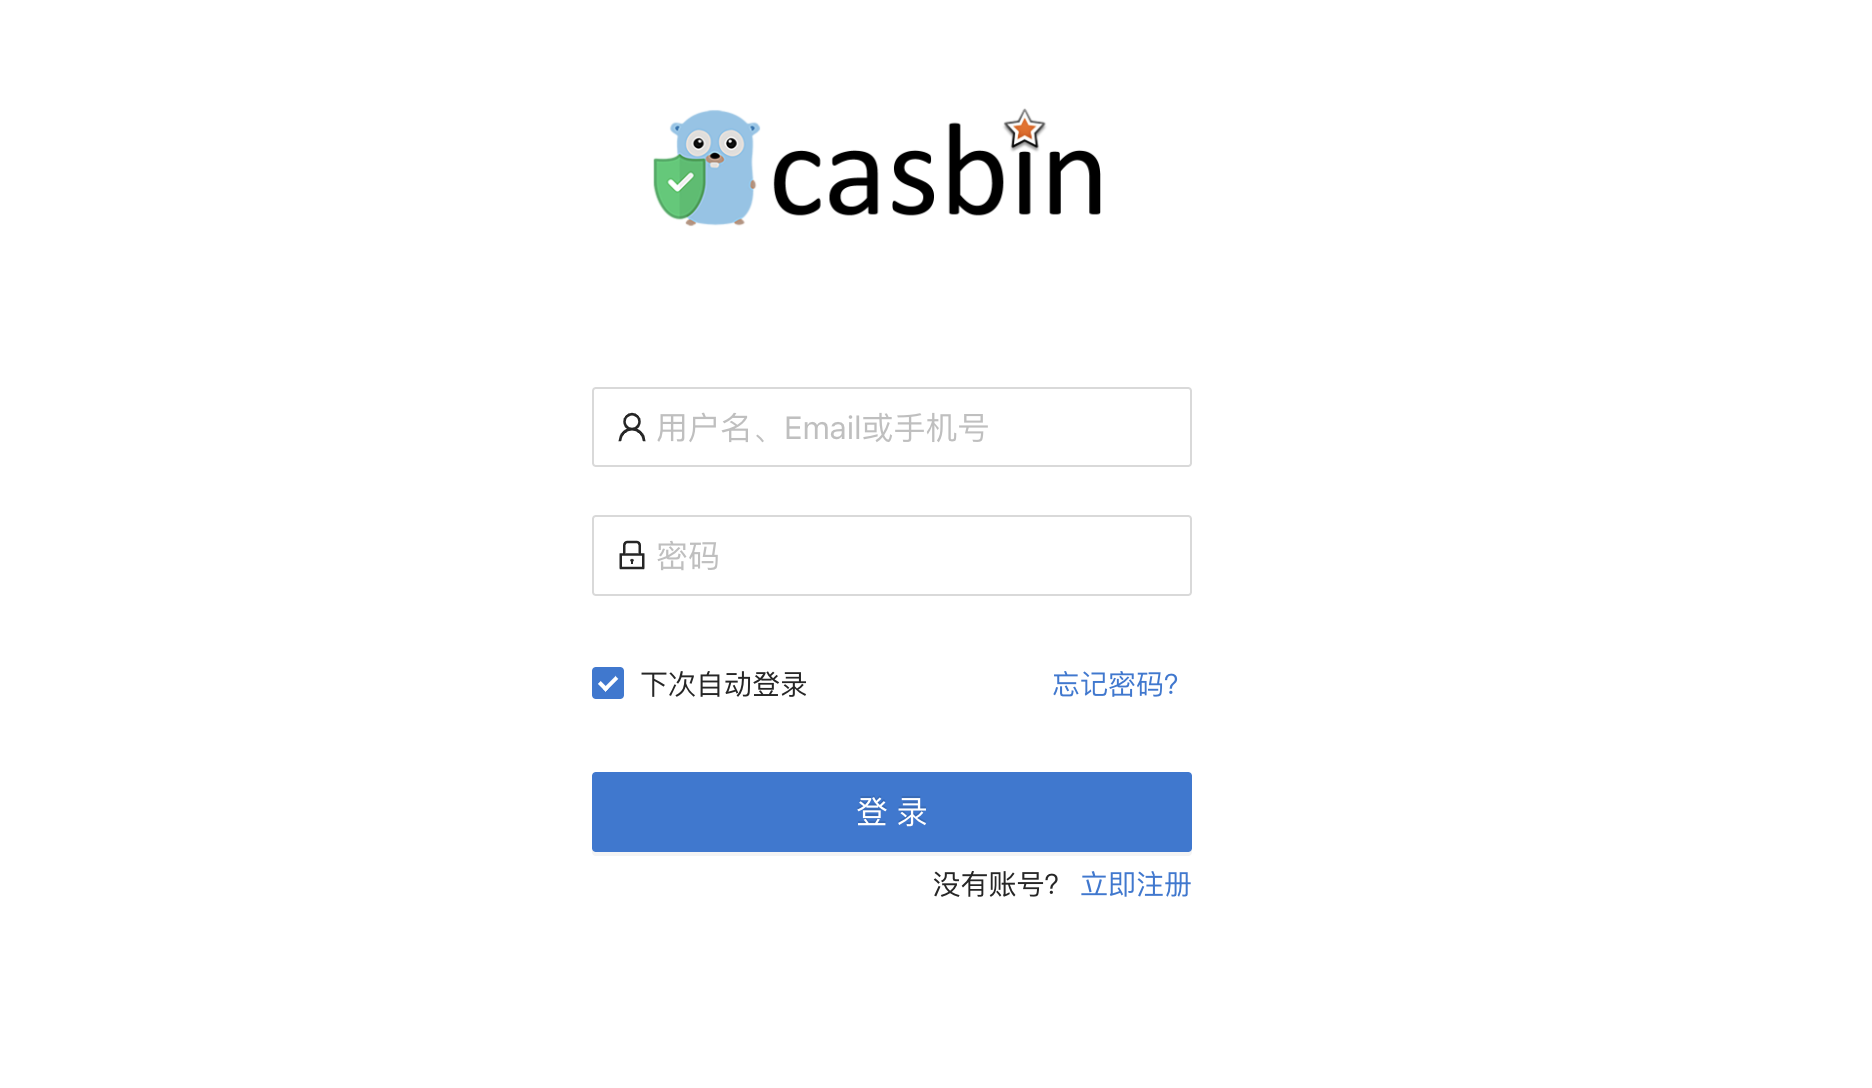 casbin
用户名、Email或手机号
密码
下次自动登录 忘记密码?
登录
没有账号? 立即注册